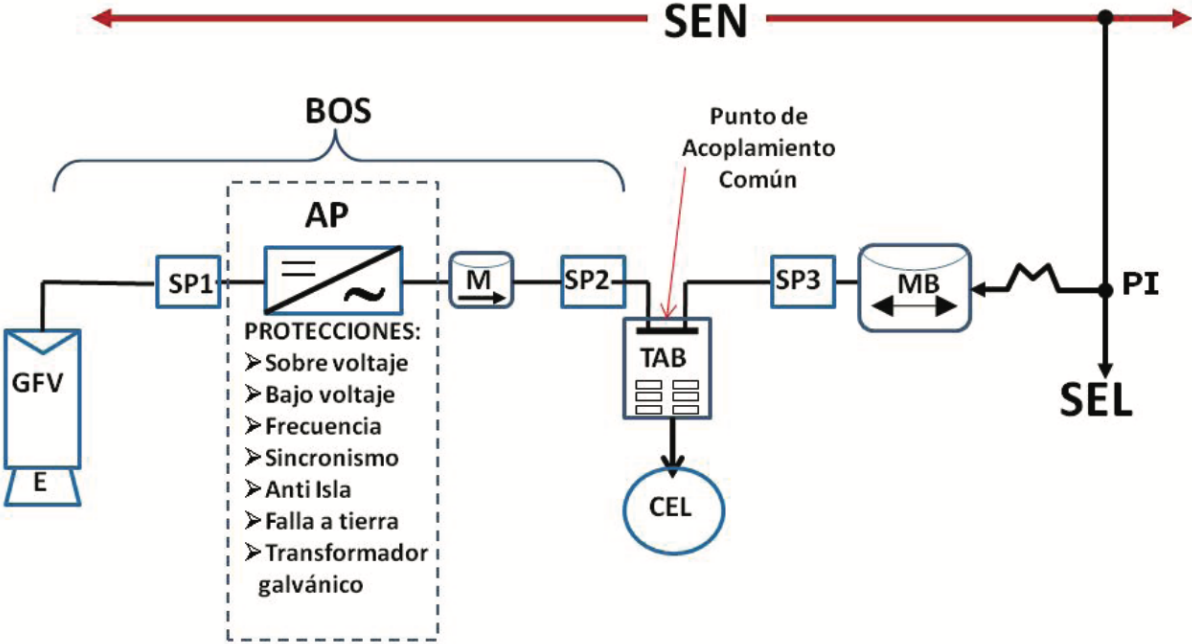 SEN
BOS
Punto de
Acoplamiento
Común
AP
SP1
M
SP2
SP3
MB
PI
GFV
E
PROTECCIONES:
➢Sobre voltaje
➢Bajo voltaje
➢Frecuencia
➢Sincronismo
➢Anti Isla
➢Falla a tierra
➢Transformador
galvánico
TAB
SEL
CEL